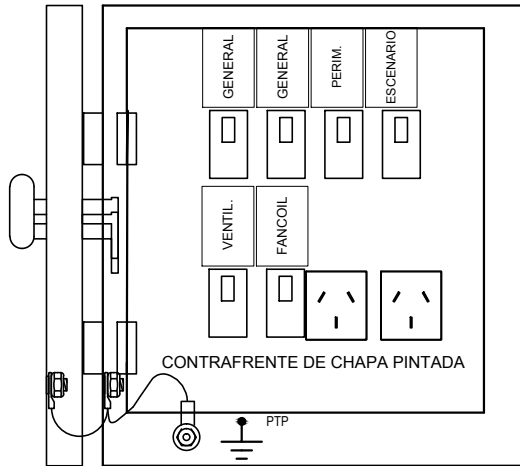 GENERAL
GENERAL
PERIM.
ESCENARIO
VENTIL.
FANCOIL
CONTRAFRENTE DE CHAPA PINTADA
PTP